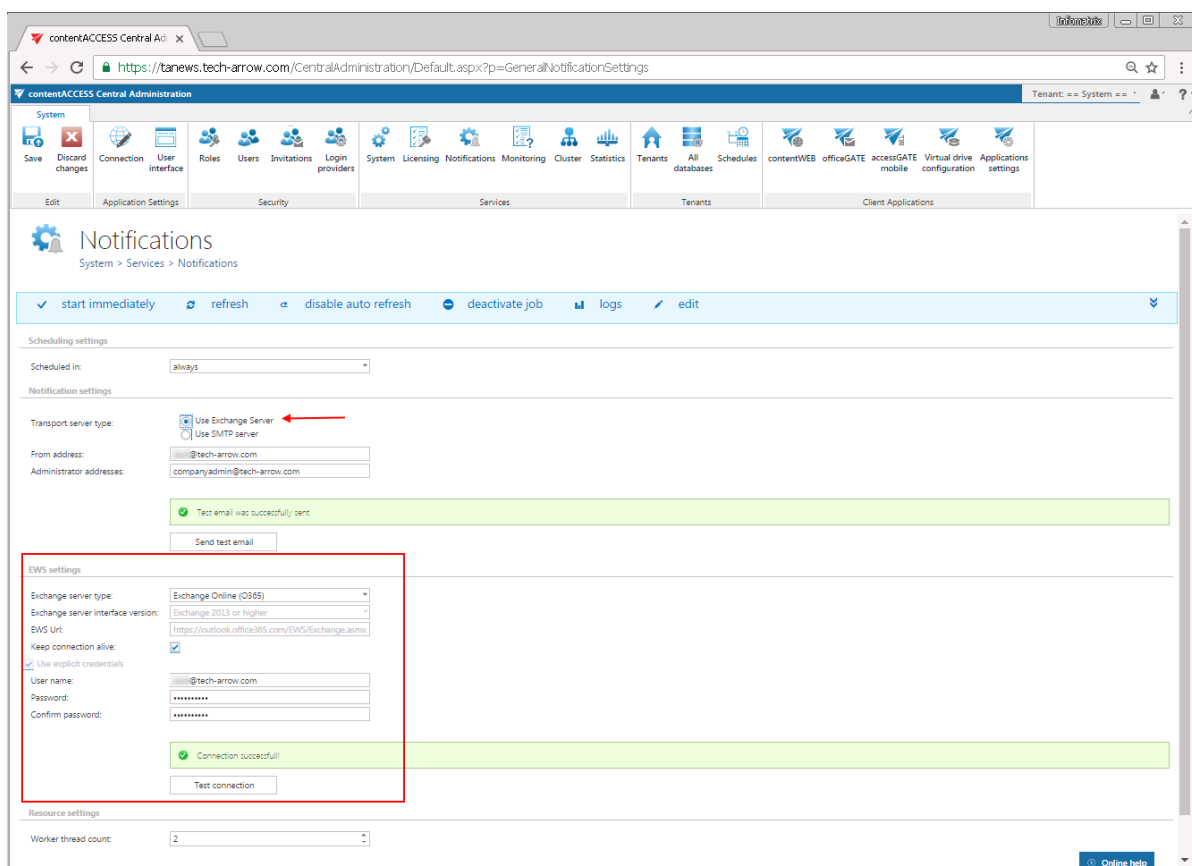 Infometrix
contentACCESS Central Ad
https://tanews.tech-arrow.com/CentralAdministration/Default.aspx?p=GeneralNotificationSettings
contentACCESS Central Administration
Tenant: == System ==
?
System
Save
Discard changes
Connection
User interface
Roles
Users
Invitations
Login providers
System
Licensing
Notifications
Monitoring
Cluster
Statistics
Tenants
All databases
Schedules
contentWEB
officeGATE
accessGATE mobile
Virtual drive configuration
Applications settings
Edit
Application Settings
Security
Services
Tenants
Client Applications
Notifications
System > Services > Notifications
start immediately
refresh
disable auto refresh
deactivate job
logs
edit
Scheduling settings
Scheduled in:
always
Notification settings
Transport server type:
Use Exchange Server
Use SMTP server
From address:
@tech-arrow.com
Administrator addresses:
companyadmin@tech-arrow.com
Test email was successfully sent
Send test email
EWS settings
Exchange server type:
Exchange Online (O365)
Exchange server interface version:
Exchange 2013 or higher
EWS Url:
https://outlook.office365.com/EWS/Exchange.asmx
Keep connection alive:
Use explicit credentials
User name:
@tech-arrow.com
Password:
••••••••••
Confirm password:
••••••••••
Connection successfull!
Test connection
Resource settings
Worker thread count:
2
Online help